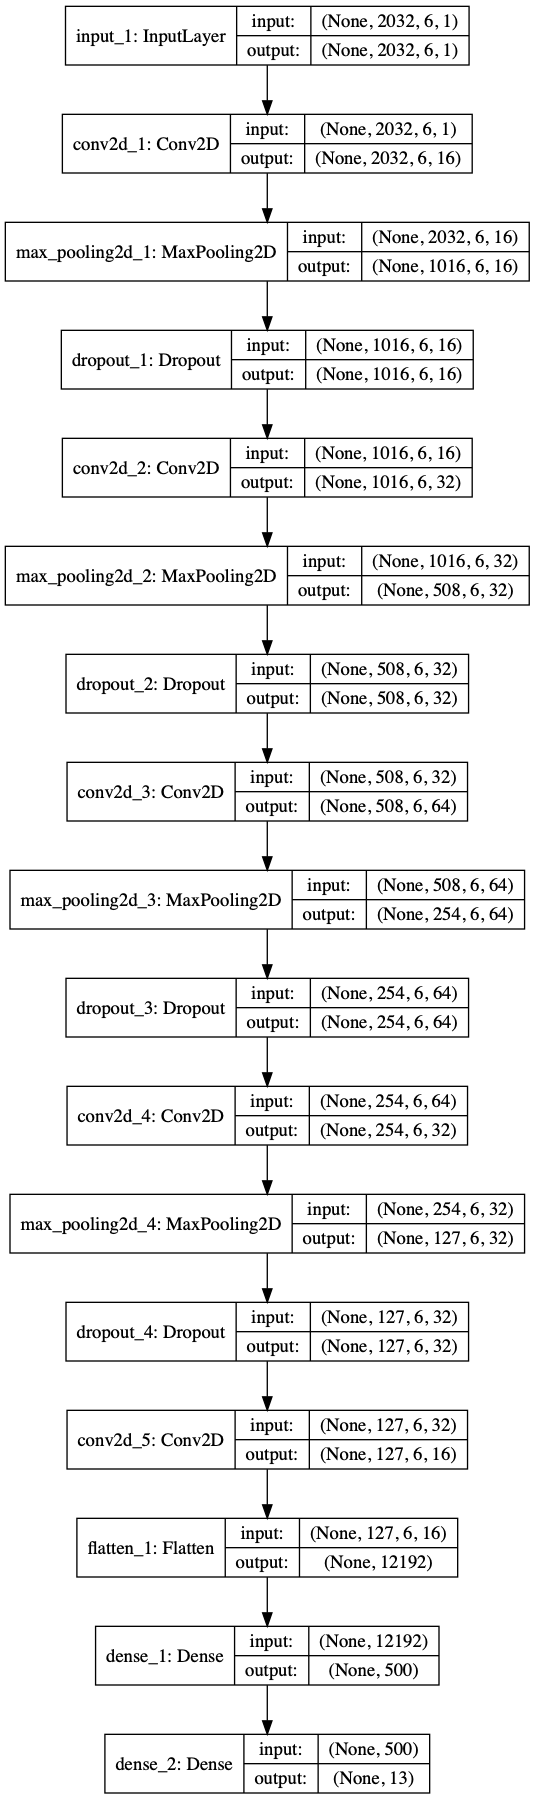 input_1: InputLayer
input: (None, 2032, 6, 1)
output: (None, 2032, 6, 1)
conv2d_1: Conv2D
input: (None, 2032, 6, 1)
output: (None, 2032, 6, 16)
max_pooling2d_1: MaxPooling2D
input: (None, 2032, 6, 16)
output: (None, 1016, 6, 16)
dropout_1: Dropout
input: (None, 1016, 6, 16)
output: (None, 1016, 6, 16)
conv2d_2: Conv2D
input: (None, 1016, 6, 16)
output: (None, 1016, 6, 32)
max_pooling2d_2: MaxPooling2D
input: (None, 1016, 6, 32)
output: (None, 508, 6, 32)
dropout_2: Dropout
input: (None, 508, 6, 32)
output: (None, 508, 6, 32)
conv2d_3: Conv2D
input: (None, 508, 6, 32)
output: (None, 508, 6, 64)
max_pooling2d_3: MaxPooling2D
input: (None, 508, 6, 64)
output: (None, 254, 6, 64)
dropout_3: Dropout
input: (None, 254, 6, 64)
output: (None, 254, 6, 64)
conv2d_4: Conv2D
input: (None, 254, 6, 64)
output: (None, 254, 6, 32)
max_pooling2d_4: MaxPooling2D
input: (None, 254, 6, 32)
output: (None, 127, 6, 32)
dropout_4: Dropout
input: (None, 127, 6, 32)
output: (None, 127, 6, 32)
conv2d_5: Conv2D
input: (None, 127, 6, 32)
output: (None, 127, 6, 16)
flatten_1: Flatten
input: (None, 127, 6, 16)
output: (None, 12192)
dense_1: Dense
input: (None, 12192)
output: (None, 500)
dense_2: Dense
input: (None, 500)
output: (None, 13)